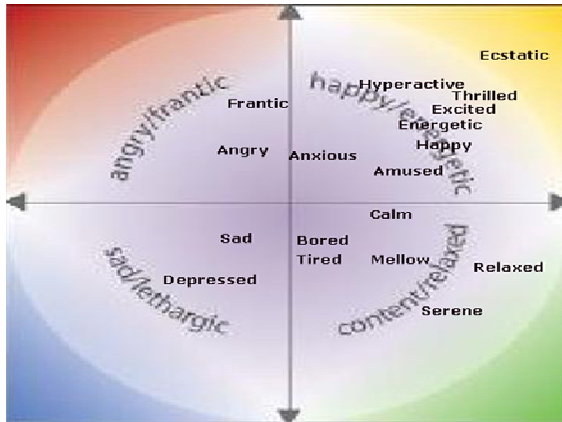 Ecstatic
Hyperactive
happy/energetic
Thrilled
angry/frantic
Frantic
Excited
Energetic
Happy
Angry
Anxious
Amused
Calm
Sad
Bored
sad/lethargic
content/relaxed
Tired
Mellow
Relaxed
Depressed
Serene